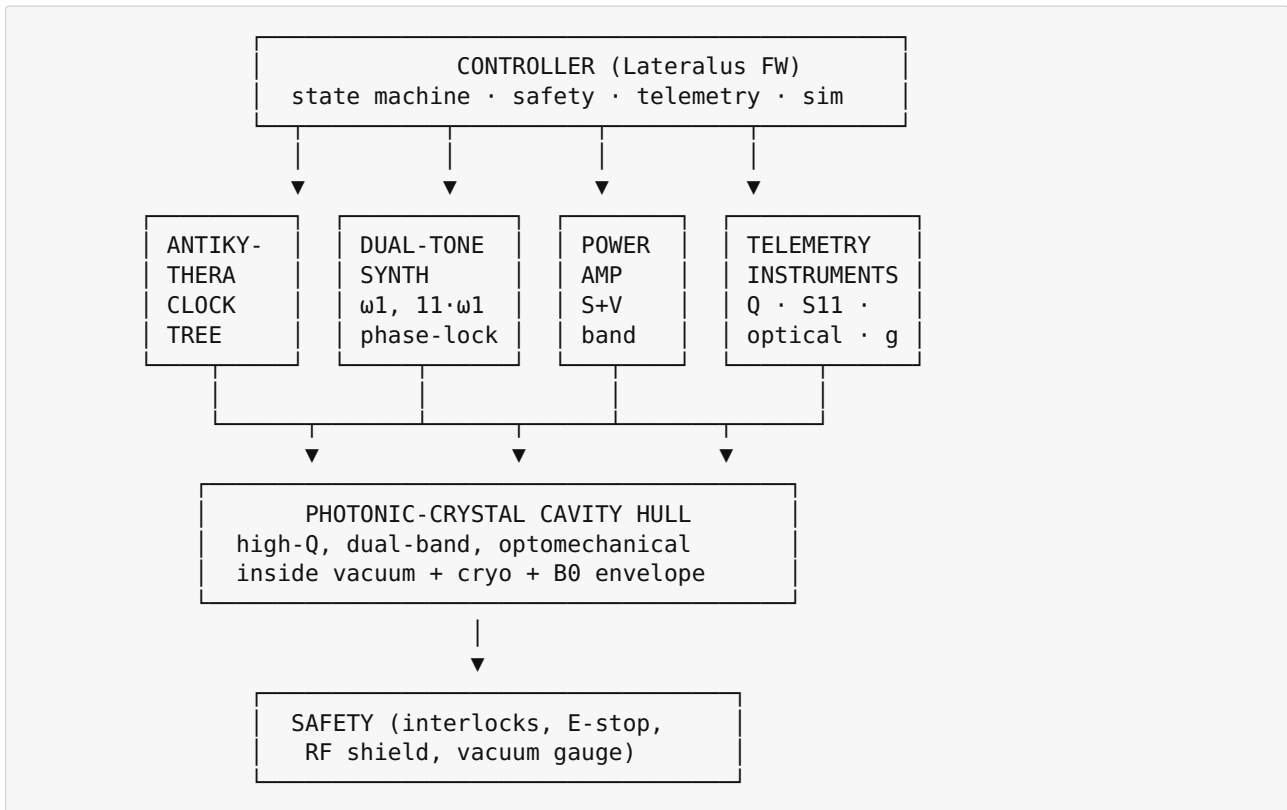 CONTROLLER (Lateralus FW)
state machine · safety · telemetry · sim
ANTIKY-
THERA
CLOCK
TREE
DUAL-TONE
SYNTH
ω1, 11·ω1
phase-lock
POWER
AMP
S+V
band
TELEMETRY
INSTRUMENTS
Q · S11 ·
optical · g
PHOTONIC-CRYSTAL CAVITY HULL
high-Q, dual-band, optomechanical
inside vacuum + cryo + B0 envelope
SAFETY (interlocks, E-stop,
RF shield, vacuum gauge)